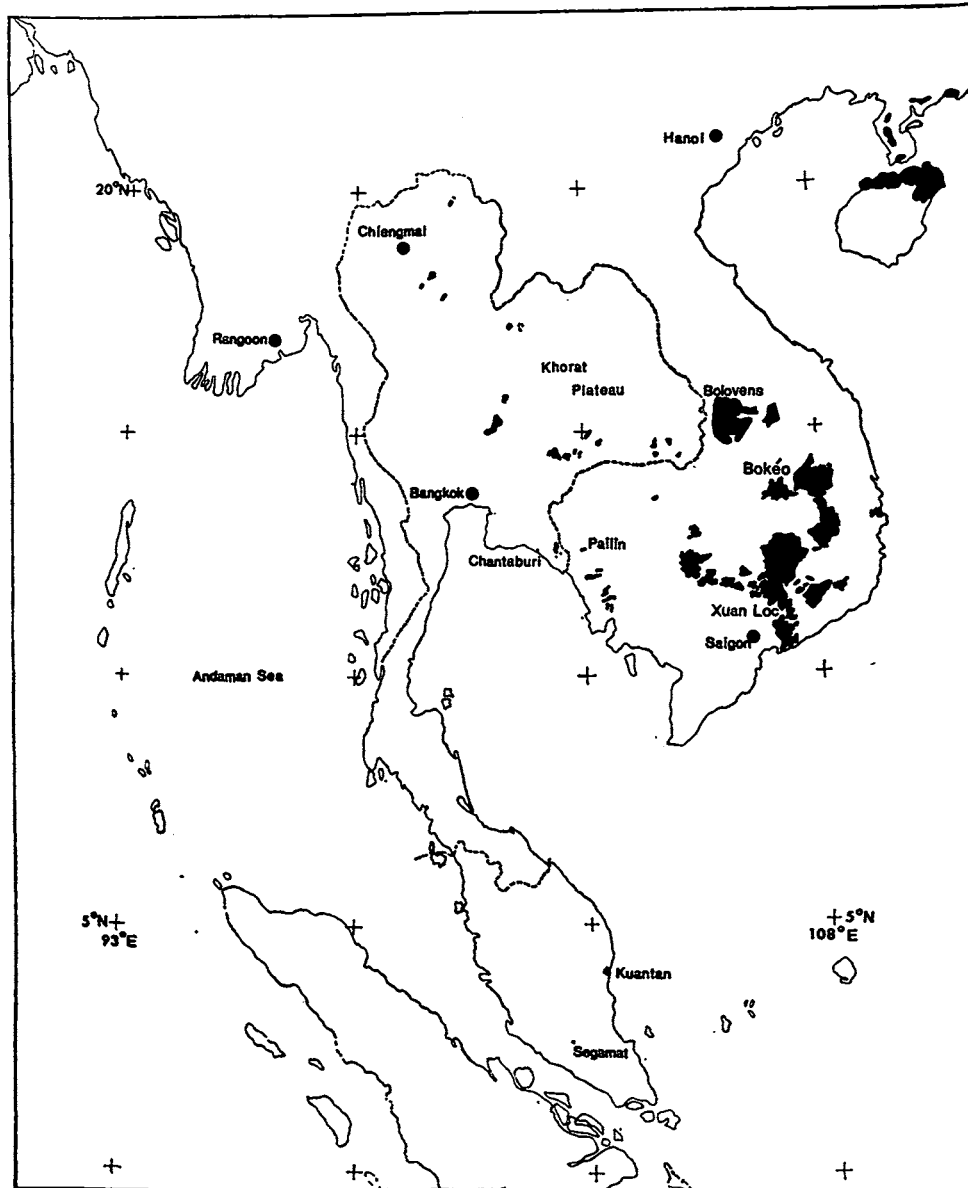 Hanoi
20°N
Chiengmai
Rangoon
Khorat
Plateau
Bolovens
Bokéo
Bangkok
Pailin
Chantaburi
Xuan Loc
Saigon
Andaman Sea
5°N
93°E
5°N
108°E
Kuantan
Segamat